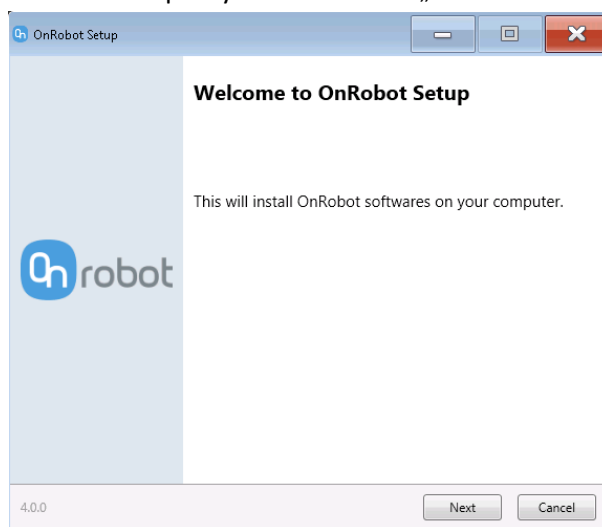 OnRobot Setup
Welcome to OnRobot Setup
This will install OnRobot softwares on your computer.
On robot
4.0.0
Next
Cancel